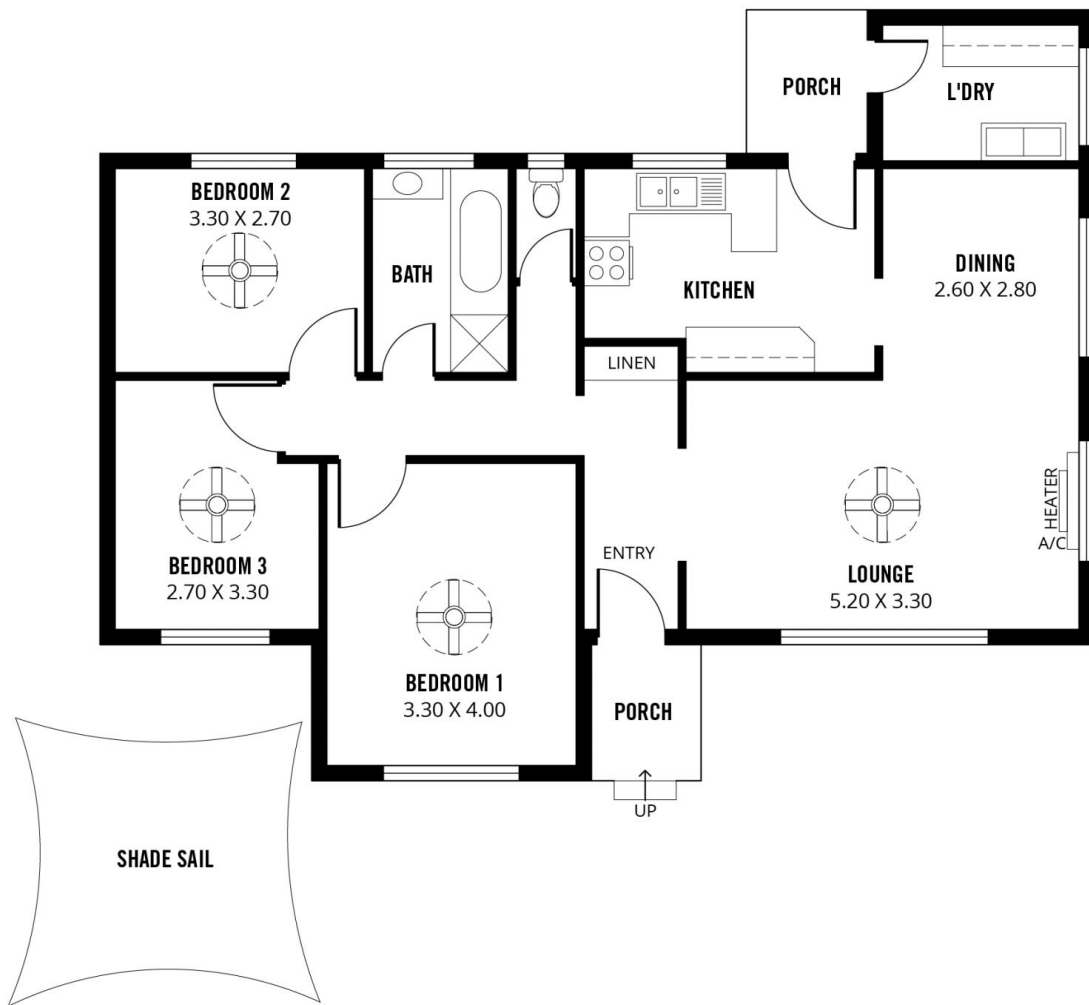 PORCH
L'DRY
BEDROOM 2
3.30 X 2.70
BATH
KITCHEN
DINING
2.60 X 2.80
LINEN
BEDROOM 3
2.70 X 3.30
ENTRY
LOUNGE
5.20 X 3.30
HEATER
A/C
BEDROOM 1
3.30 X 4.00
PORCH
UP
SHADE SAIL